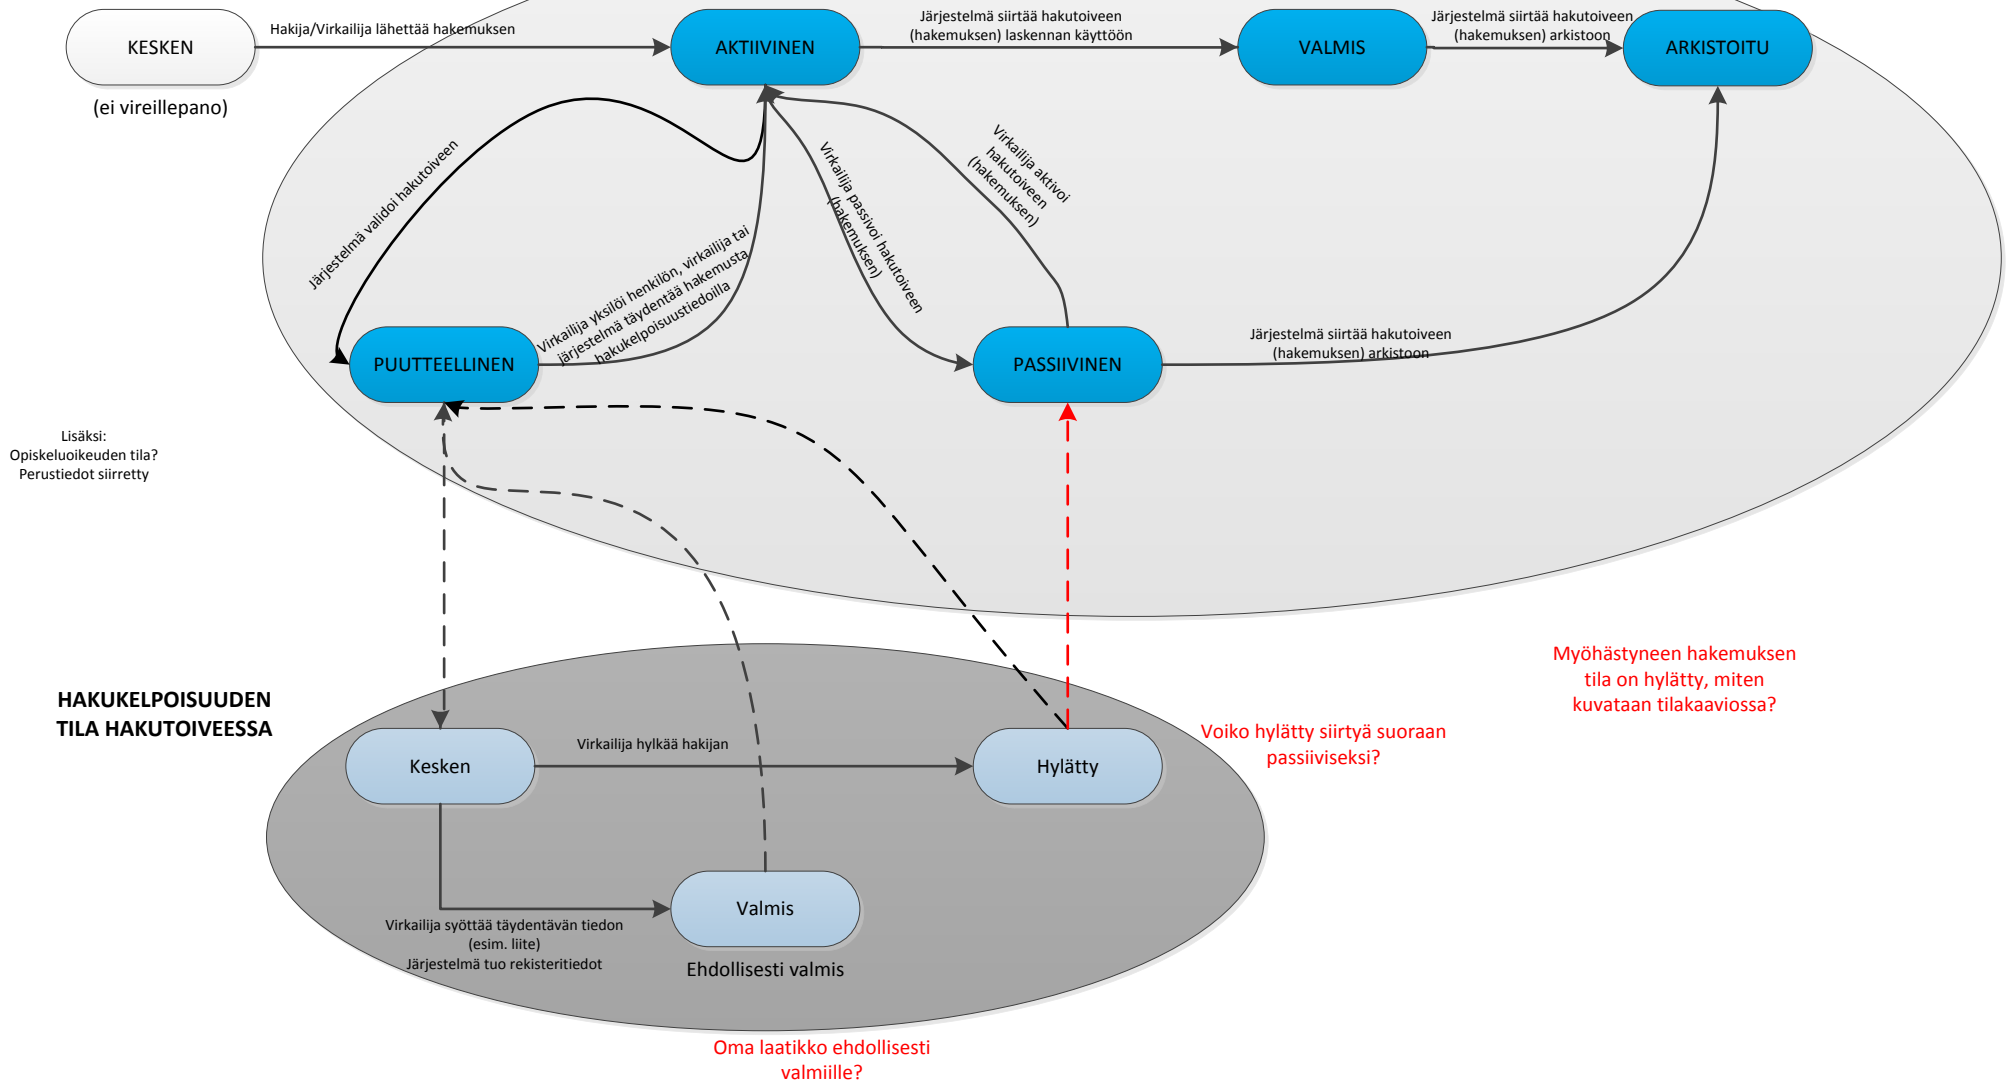 Hakija/Virkailija lähettää hakemuksen
Järjestelmä siirtää hakutoiveen
(hakemuksen) laskennan käyttöön
Järjestelmä siirtää hakutoiveen
(hakemuksen) arkistoon
KESKEN
AKTIIVINEN
VALMIS
ARKISTOITU
(ei vireillepano)
Järjestelmä validoi hakutoiveen
Virkailija yksilöi henkilön, virkailija tai
järjestelmä täydentää hakemusta
hakukelpoisuustiedoilla
Virkailija passivoi hakutoiveen
(hakemuksen)
Virkailija aktivoi
hakutoiveen
(hakemuksen)
PUUTTEELLINEN
PASSIIVINEN
Järjestelmä siirtää hakutoiveen
(hakemuksen) arkistoon
Lisäksi:
Opiskeluoikeuden tila?
Perustiedot siirretty
Myöhästyneen hakemuksen
tila on hylätty, miten
kuvataan tilakaaviossa?
HAKUKELPOISUUDEN
TILA HAKUTOIVEESSA
Voiko hylätty siirtyä suoraan
passiiviseksi?
Kesken
Virkailija hylkää hakijan
Hylätty
Valmis
Virkailija syöttää täydentävän tiedon
(esim. liite)
Järjestelmä tuo rekisteritiedot
Ehdollisesti valmis
Oma laatikko ehdollisesti
valmiille?